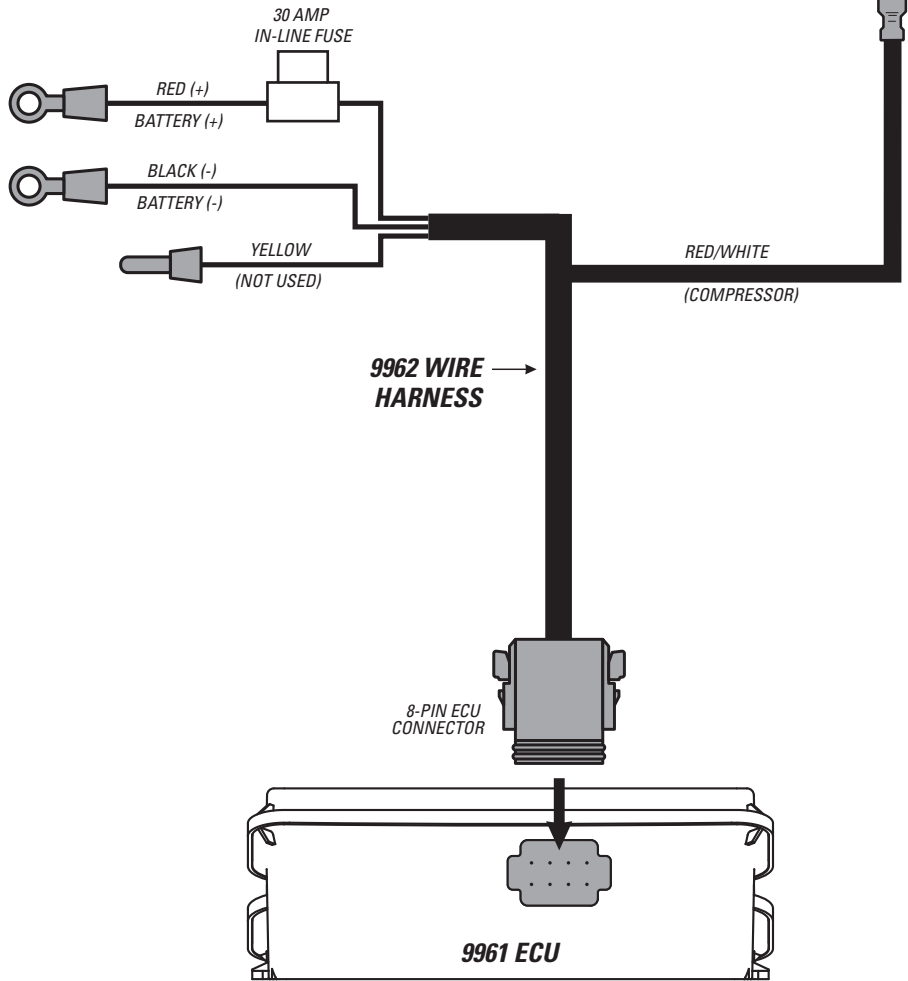 30 AMP
IN-LINE FUSE
RED (+)
BATTERY (+)
BLACK (-)
BATTERY (-)
YELLOW
(NOT USED)
RED/WHITE
(COMPRESSOR)
9962 WIRE
HARNESS
8-PIN ECU
CONNECTOR
9961 ECU